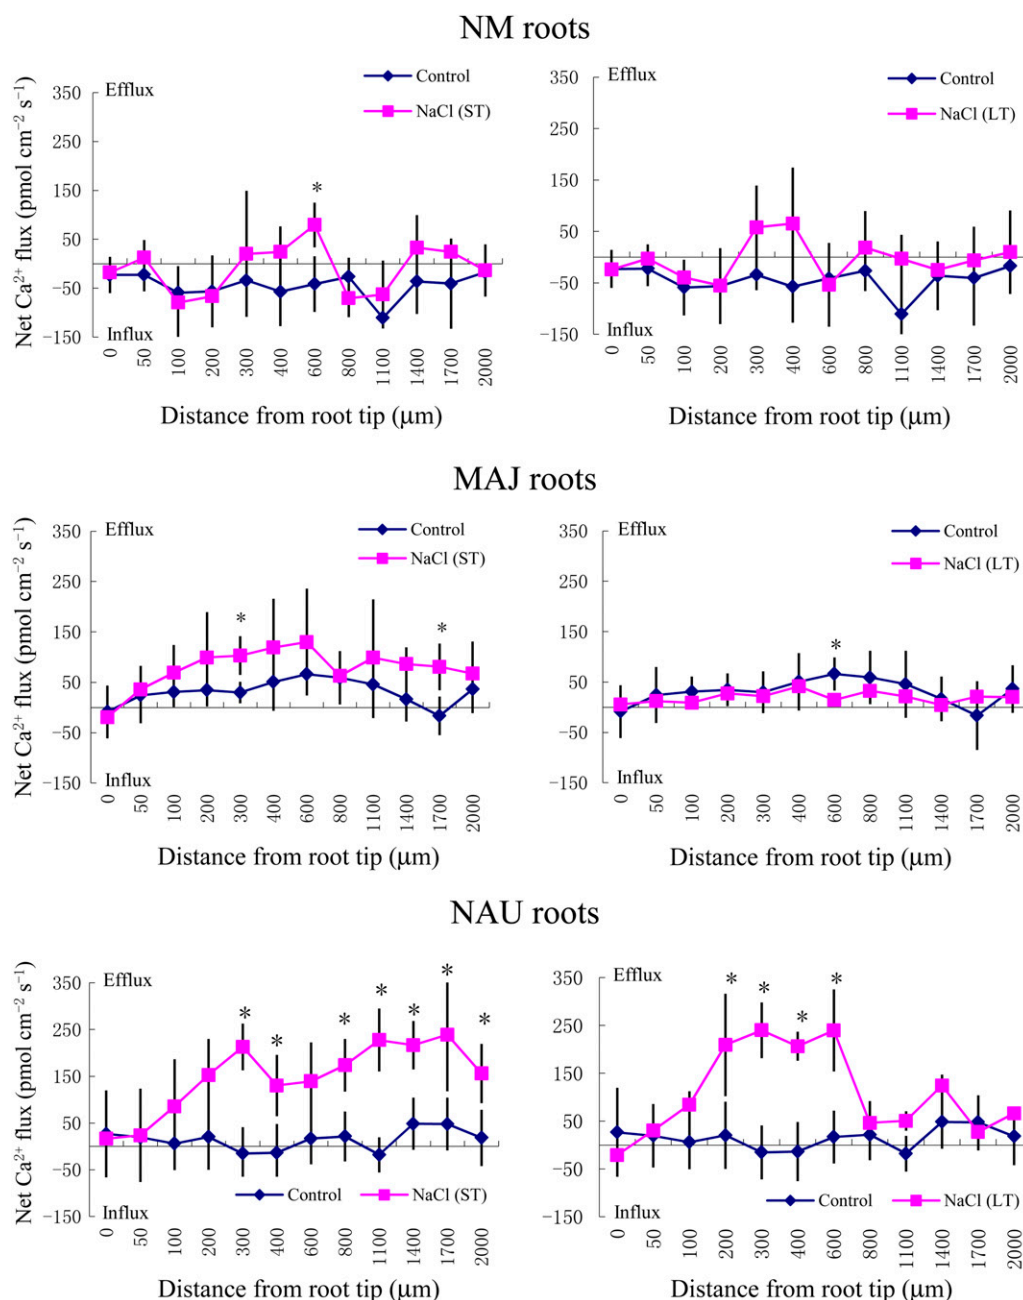 NM roots
Net Ca²⁺ flux (pmol cm⁻² s⁻¹)
350
250
150
50
−50
−150
Efflux
Influx
Control
NaCl (ST)
*
0 50 100 200 300 400 600 800 1100 1400 1700 2000
Distance from root tip (μm)
350
250
150
50
−50
−150
Efflux
Influx
Control
NaCl (LT)
0 50 100 200 300 400 600 800 1100 1400 1700 2000
Distance from root tip (μm)
MAJ roots
Net Ca²⁺ flux (pmol cm⁻² s⁻¹)
350
250
150
50
−50
−150
Efflux
Influx
Control
NaCl (ST)
* *
0 50 100 200 300 400 600 800 1100 1400 1700 2000
Distance from root tip (μm)
350
250
150
50
−50
−150
Efflux
Influx
Control
NaCl (LT)
*
0 50 100 200 300 400 600 800 1100 1400 1700 2000
Distance from root tip (μm)
NAU roots
Net Ca²⁺ flux (pmol cm⁻² s⁻¹)
350
250
150
50
−50
−150
Efflux
Influx
* * * * * * *
Control NaCl (ST)
0 50 100 200 300 400 600 800 1100 1400 1700 2000
Distance from root tip (μm)
350
250
150
50
−50
−150
Efflux
Influx
* * * *
Control NaCl (LT)
0 50 100 200 300 400 600 800 1100 1400 1700 2000
Distance from root tip (μm)